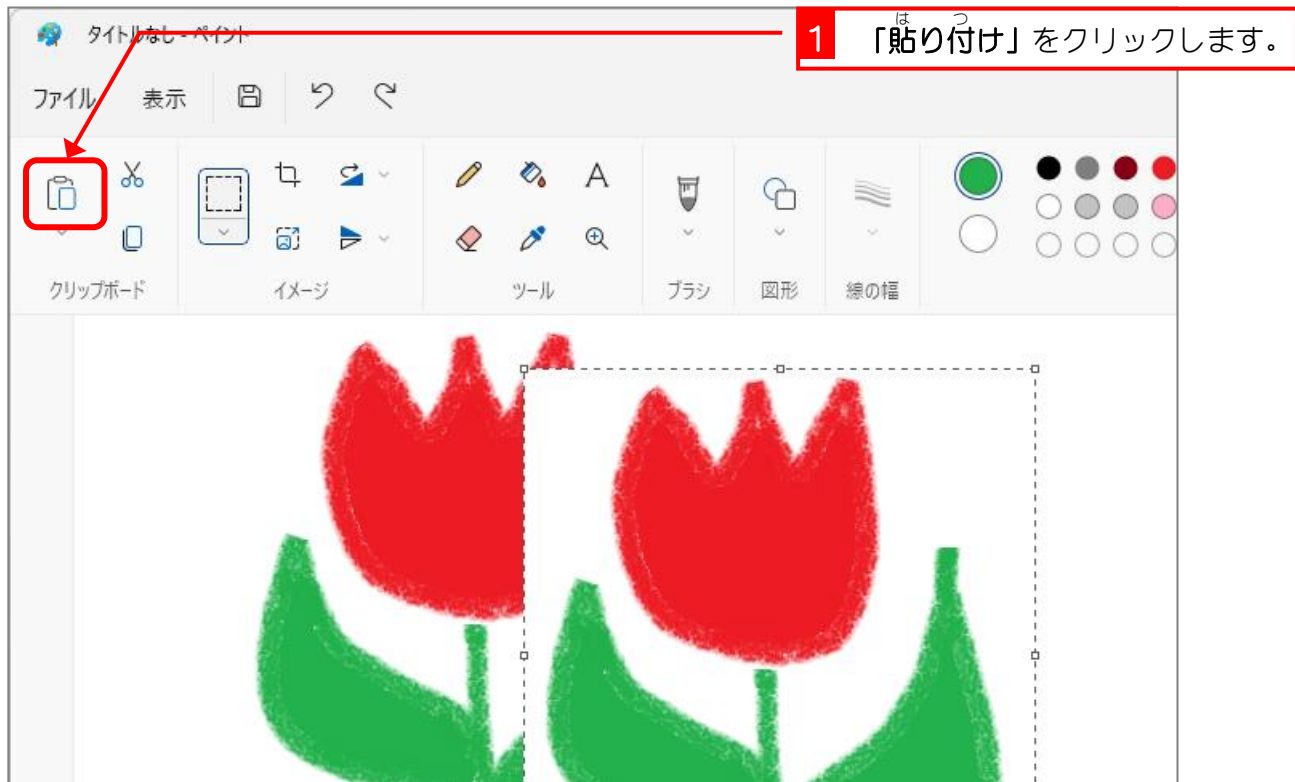 タイトルなし - ペイント
1 「貼り付け」をクリックします。
は つ
ファイル 表示
A
クリップボード イメージ ツール ブラシ 図形 線の幅